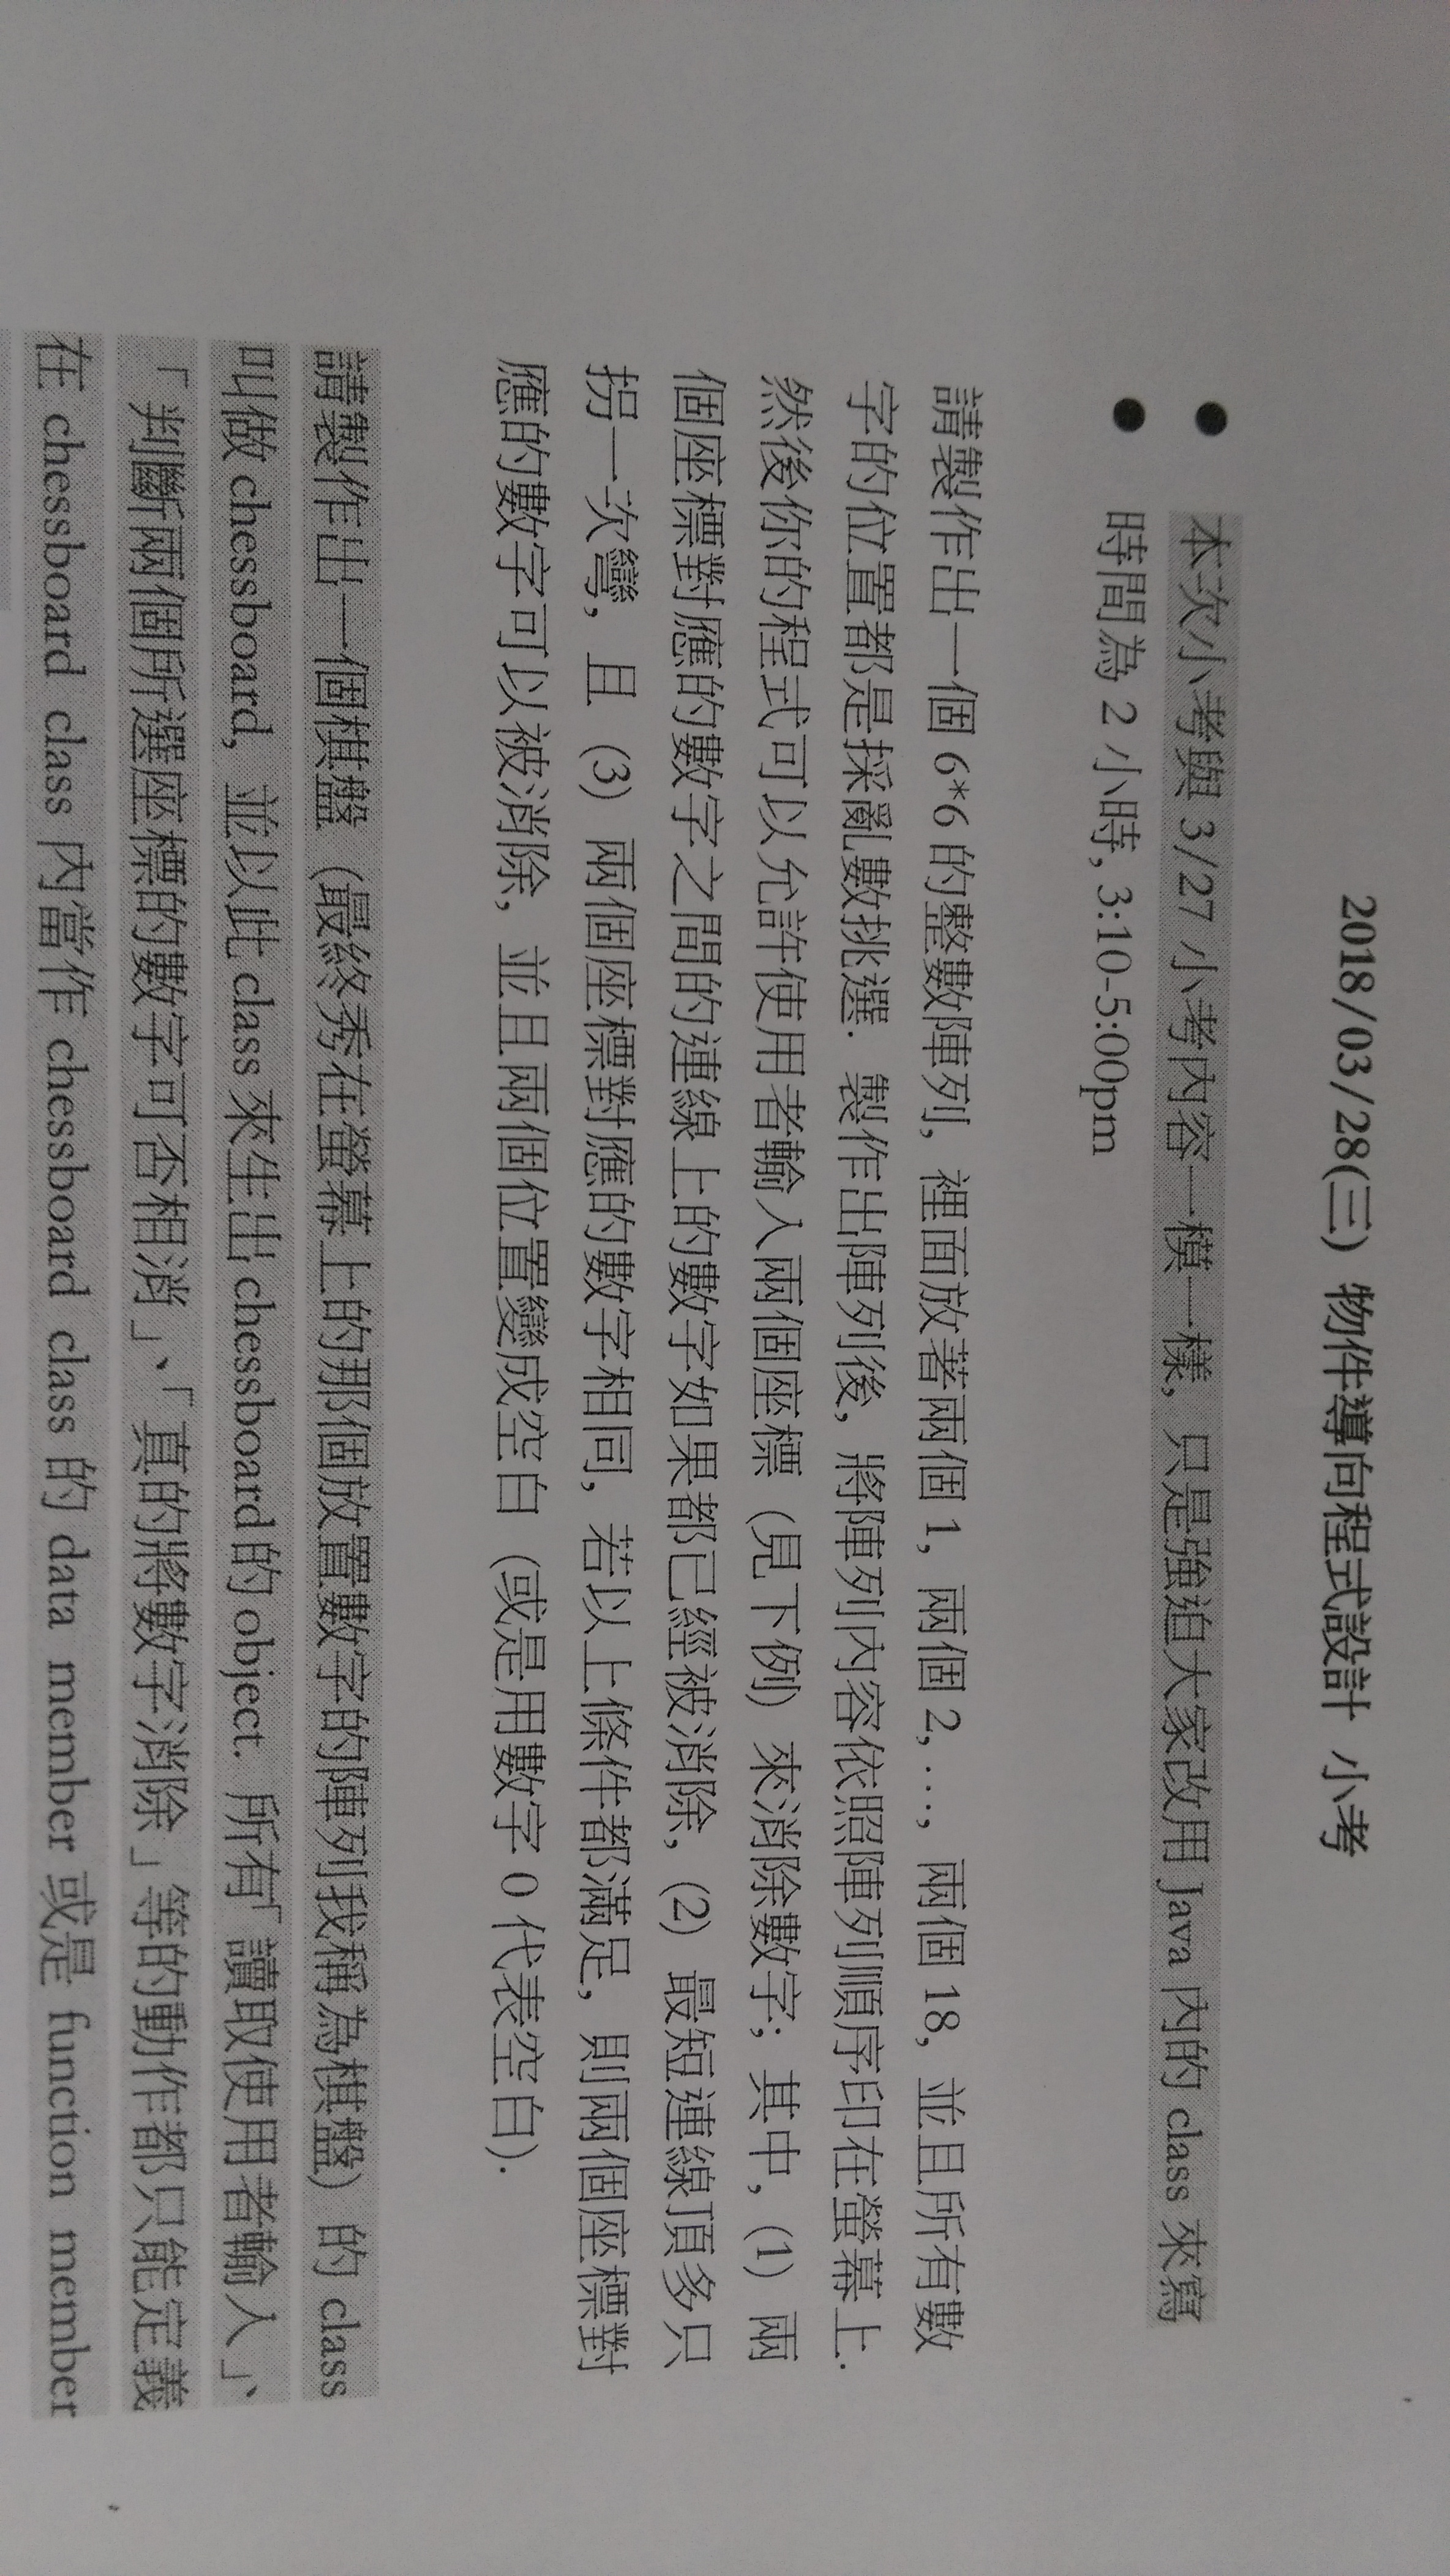 2018/03/28(三) 物件導向程式設計 小考
● 本次小考與 3/27 小考內容一模一樣, 只是強迫大家改用 Java 內的 class 來寫
● 時間為 2 小時, 3:10-5:00pm
請製作出一個 6*6 的整數陣列, 裡面放著兩個 1, 兩個 2, …, 兩個 18, 並且所有數
字的位置都是採亂數挑選. 製作出陣列後, 將陣列內容依照陣列順序印在螢幕上.
然後你的程式可以允許使用者輸入兩個座標 (見下例) 來消除數字; 其中, (1) 兩
個座標對應的數字之間的連線上的數字如果都已經被消除, (2) 最短連線頂多只
拐一次彎, 且 (3) 兩個座標對應的數字相同, 若以上條件都滿足, 則兩個座標對
應的數字可以被消除, 並且兩個位置變成空白 (或是用數字 0 代表空白).
請製作出一個棋盤 (最終秀在螢幕上的那個放置數字的陣列我稱為棋盤) 的 class
叫做 chessboard, 並以此 class 來生出 chessboard 的 object. 所有「讀取使用者輸入」、
「判斷兩個所選座標的數字可否相消」、「真的將數字消除」等的動作都只能定義
在 chessboard class 內當作 chessboard class 的 data member 或是 function member